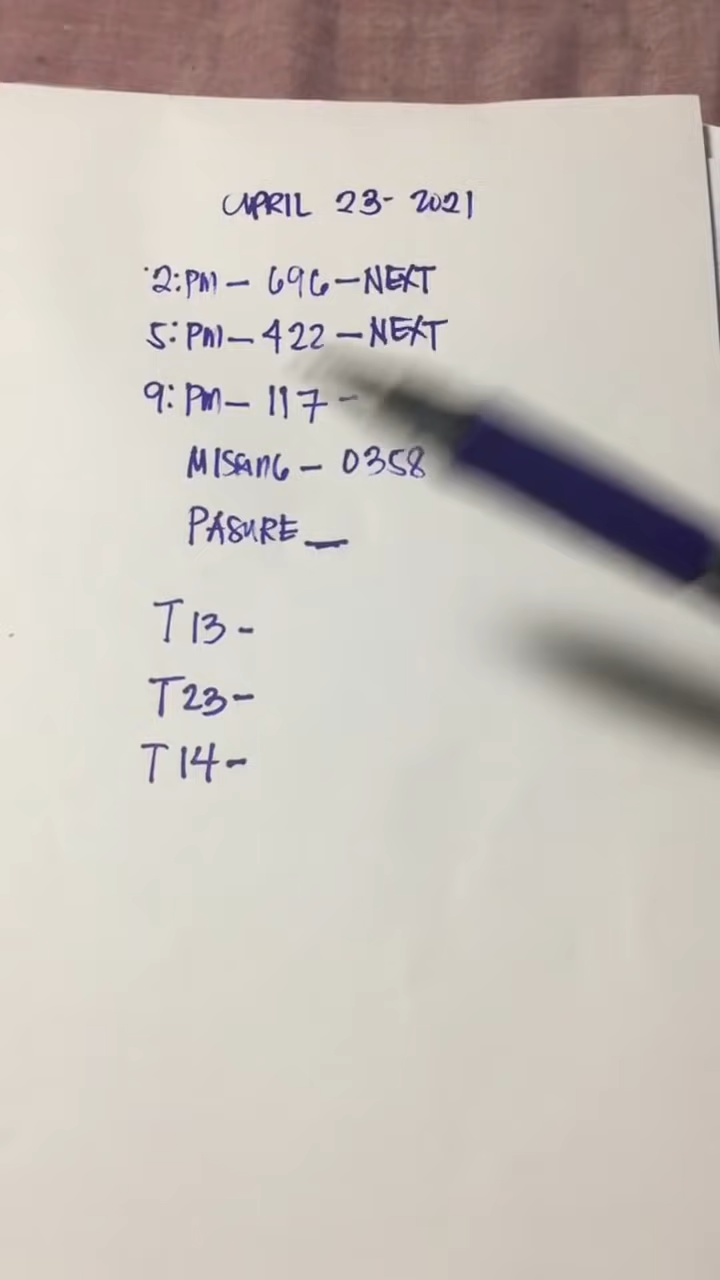 APRIL 23- 2021
2:PM - 696 - NEXT
5:PM - 422 - NEXT
9:PM - 117 -
MISANG - 0358
PASURE _
T13 -
T23 -
T14 -